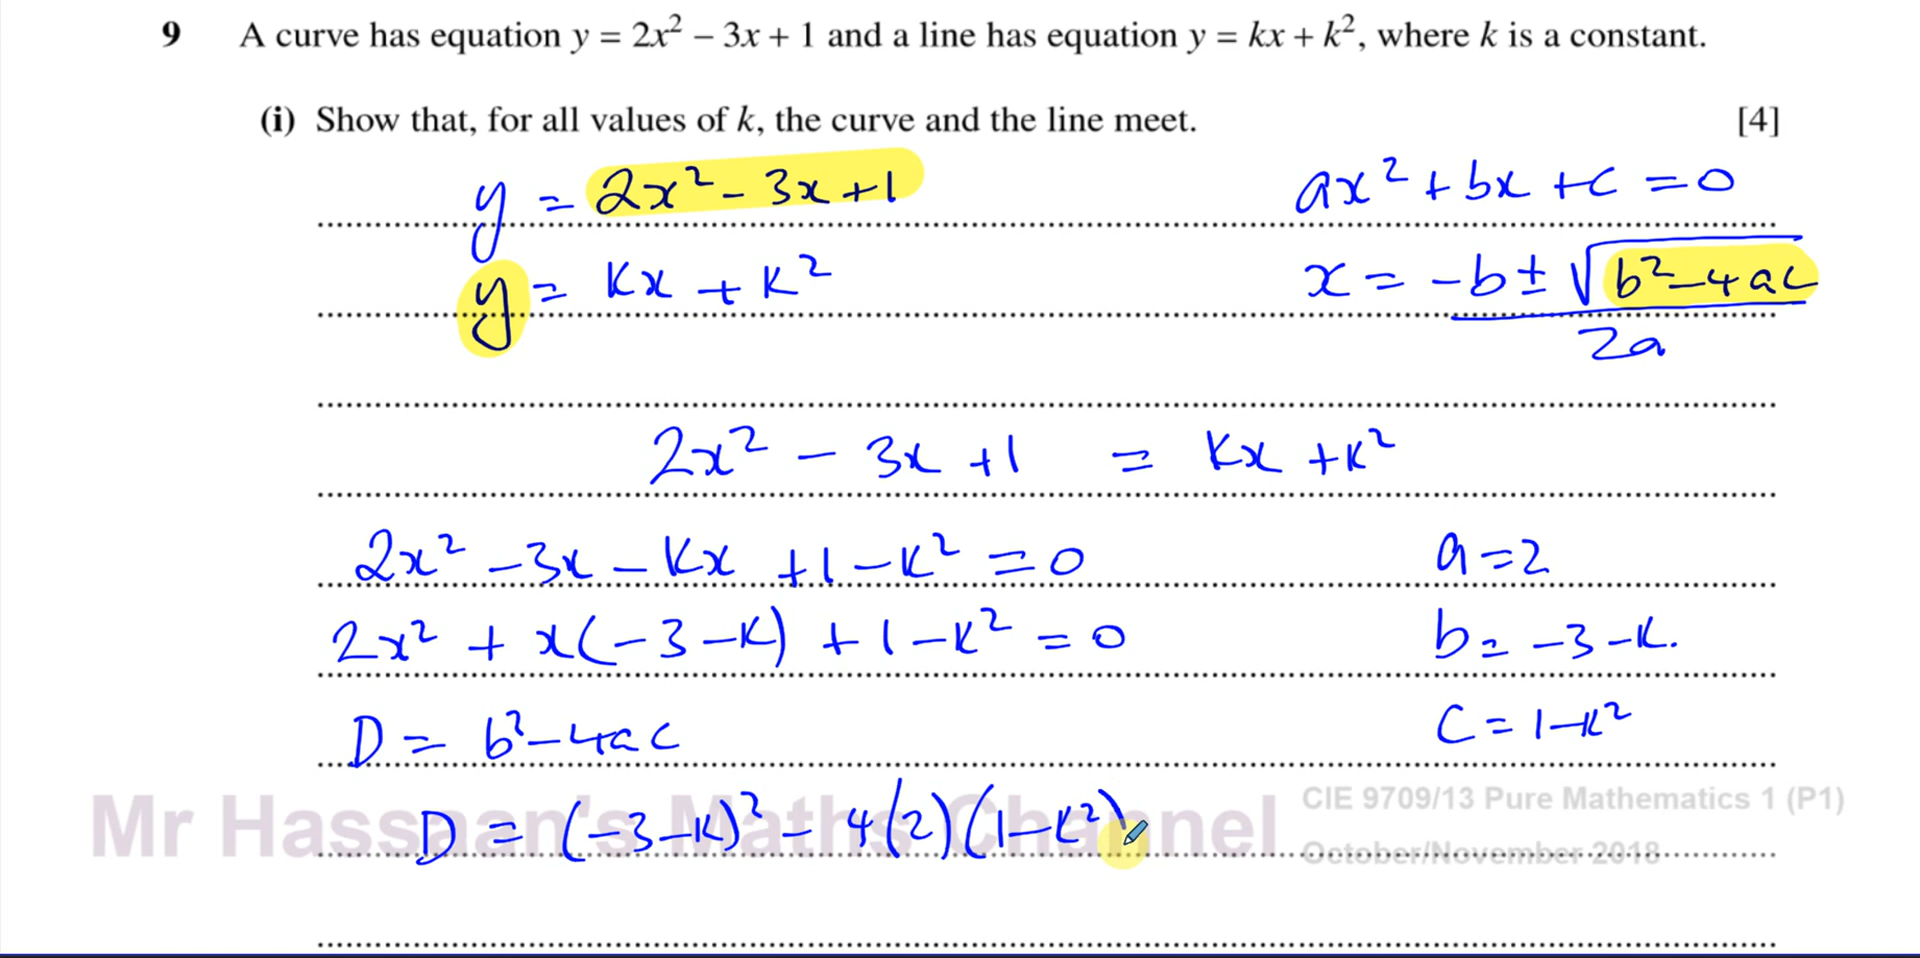 9 A curve has equation y = 2x² − 3x + 1 and a line has equation y = kx + k², where k is a constant.
(i) Show that, for all values of k, the curve and the line meet. [4]
y = 2x² − 3x + 1
ax² + bx + c = 0
y = kx + k²
x = −b ± √b² − 4ac
2a
2x² − 3x + 1 = kx + k²
2x² − 3x − kx + 1 − k² = 0
a = 2
2x² + x(−3 − k) + 1 − k² = 0
b = −3 − k.
D = b² − 4ac
c = 1 − k²
D = (−3 − k)² − 4(2)(1 − k²)
Mr Hassaan's Maths Channel
CIE 9709/13 Pure Mathematics 1 (P1)
October/November 2018